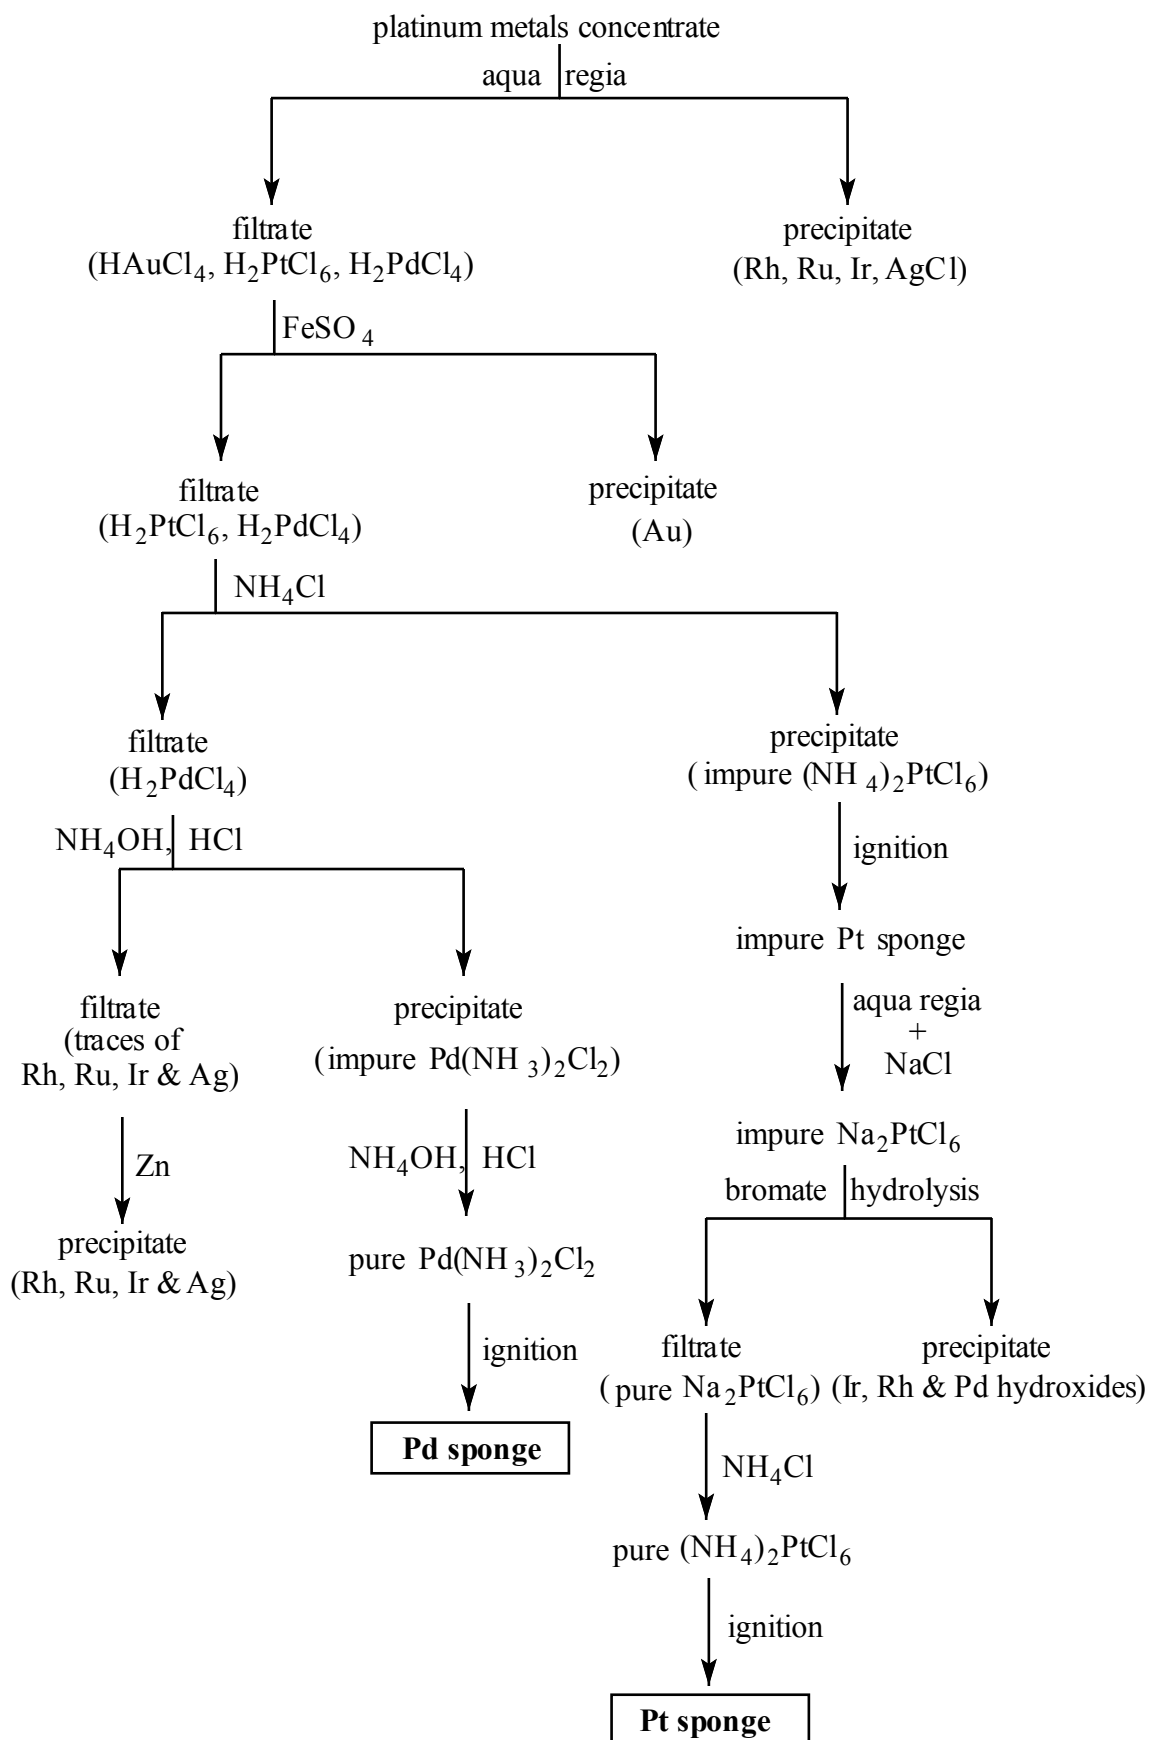 platinum metals concentrate
aqua regia
filtrate
(HAuCl4, H2PtCl6, H2PdCl4)
precipitate
(Rh, Ru, Ir, AgCl)
FeSO4
filtrate
(H2PtCl6, H2PdCl4)
precipitate
(Au)
NH4Cl
filtrate
(H2PdCl4)
precipitate
(impure (NH4)2PtCl6)
NH4OH, HCl
ignition
impure Pt sponge
filtrate
(traces of
Rh, Ru, Ir & Ag)
precipitate
(impure Pd(NH3)2Cl2)
aqua regia
+
NaCl
Zn
NH4OH, HCl
impure Na2PtCl6
bromate hydrolysis
precipitate
(Rh, Ru, Ir & Ag)
pure Pd(NH3)2Cl2
ignition
filtrate
(pure Na2PtCl6)
precipitate
(Ir, Rh & Pd hydroxides)
Pd sponge
NH4Cl
pure (NH4)2PtCl6
ignition
Pt sponge